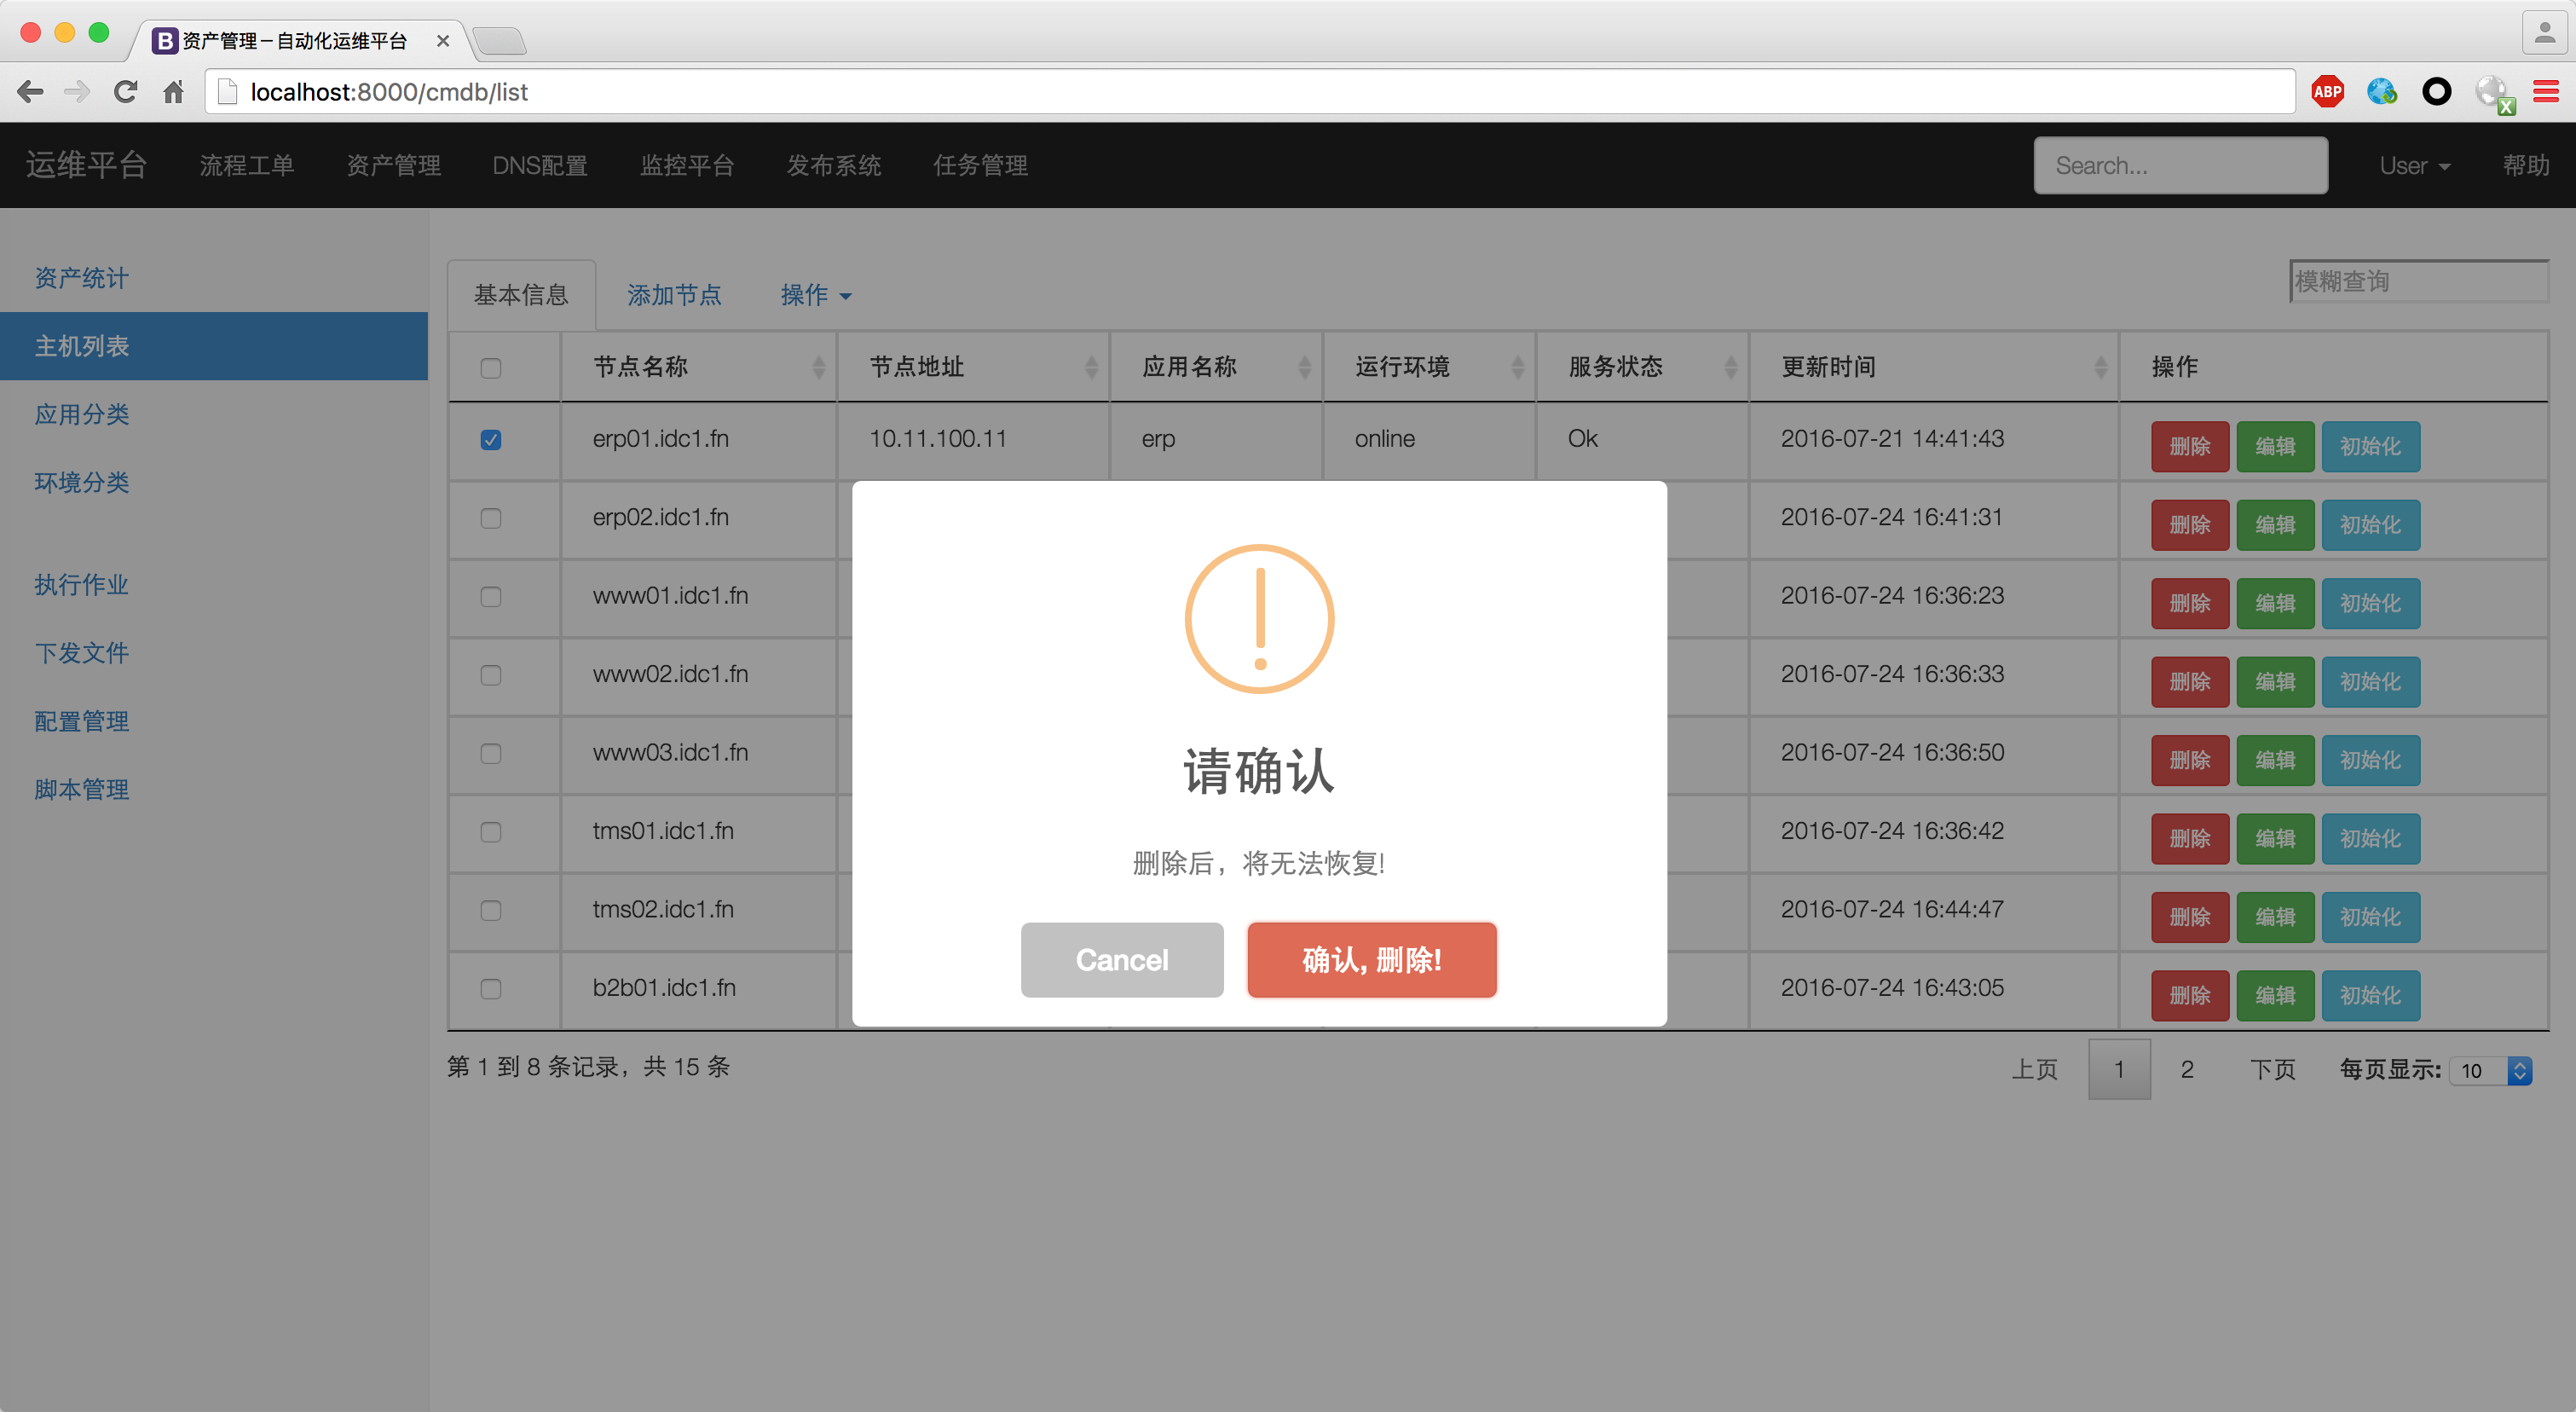 资产管理－自动化运维平台
localhost:8000/cmdb/list
ABP
运维平台 流程工单 资产管理 DNS配置 监控平台 发布系统 任务管理 Search... User 帮助
资产统计
主机列表
应用分类
环境分类
执行作业
下发文件
配置管理
脚本管理
基本信息 添加节点 操作 模糊查询
节点名称 节点地址 应用名称 运行环境 服务状态 更新时间 操作
erp01.idc1.fn 10.11.100.11 erp online Ok 2016-07-21 14:41:43 删除 编辑 初始化
erp02.idc1.fn 2016-07-24 16:41:31 删除 编辑 初始化
www01.idc1.fn 2016-07-24 16:36:23 删除 编辑 初始化
www02.idc1.fn 2016-07-24 16:36:33 删除 编辑 初始化
www03.idc1.fn 2016-07-24 16:36:50 删除 编辑 初始化
tms01.idc1.fn 2016-07-24 16:36:42 删除 编辑 初始化
tms02.idc1.fn 2016-07-24 16:44:47 删除 编辑 初始化
b2b01.idc1.fn 2016-07-24 16:43:05 删除 编辑 初始化
请确认
删除后，将无法恢复!
Cancel 确认, 删除!
第 1 到 8 条记录，共 15 条 上页 1 2 下页 每页显示: 10